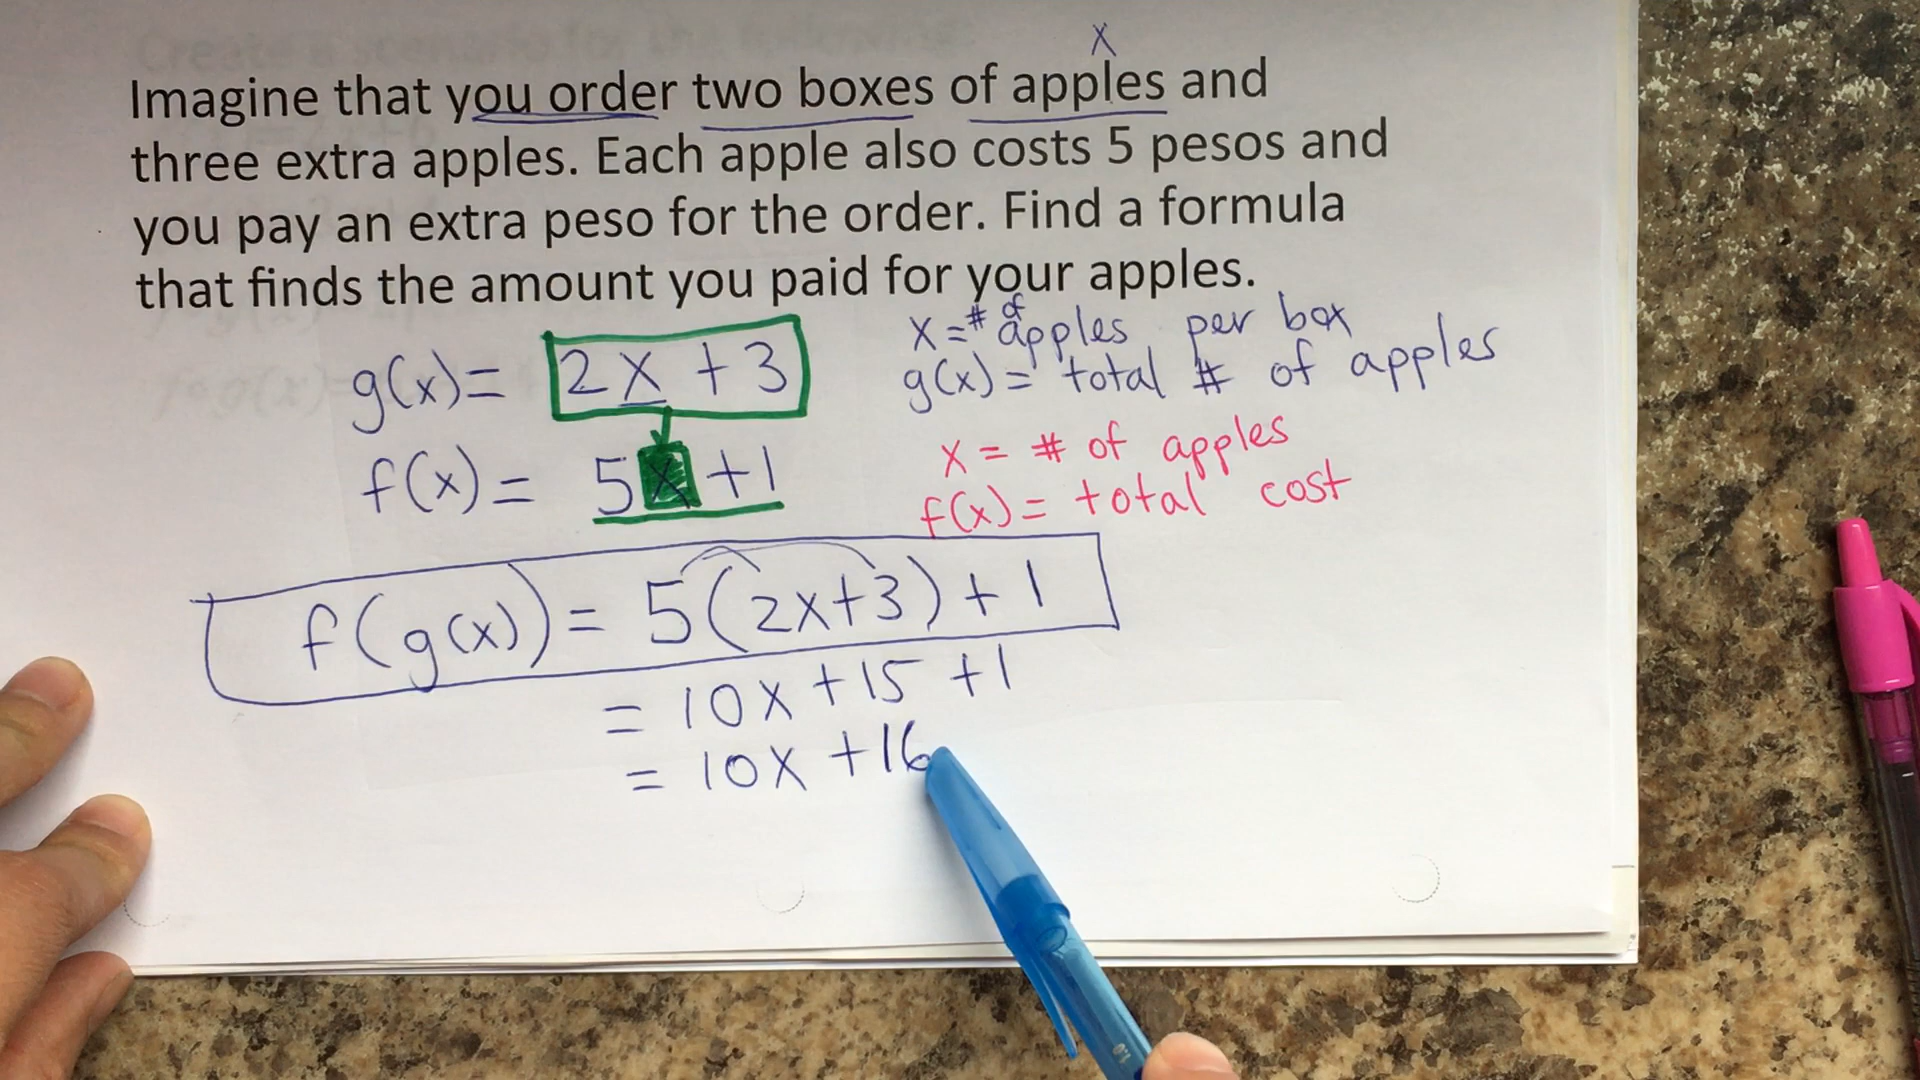 x
Imagine that you order two boxes of apples and
three extra apples. Each apple also costs 5 pesos and
you pay an extra peso for the order. Find a formula
that finds the amount you paid for your apples.
x = # of apples per box
g(x) = 2x + 3
g(x) = total # of apples
x = # of apples
f(x) = 5x + 1
f(x) = total cost
f(g(x)) = 5(2x+3) + 1
= 10x + 15 + 1
= 10x + 16